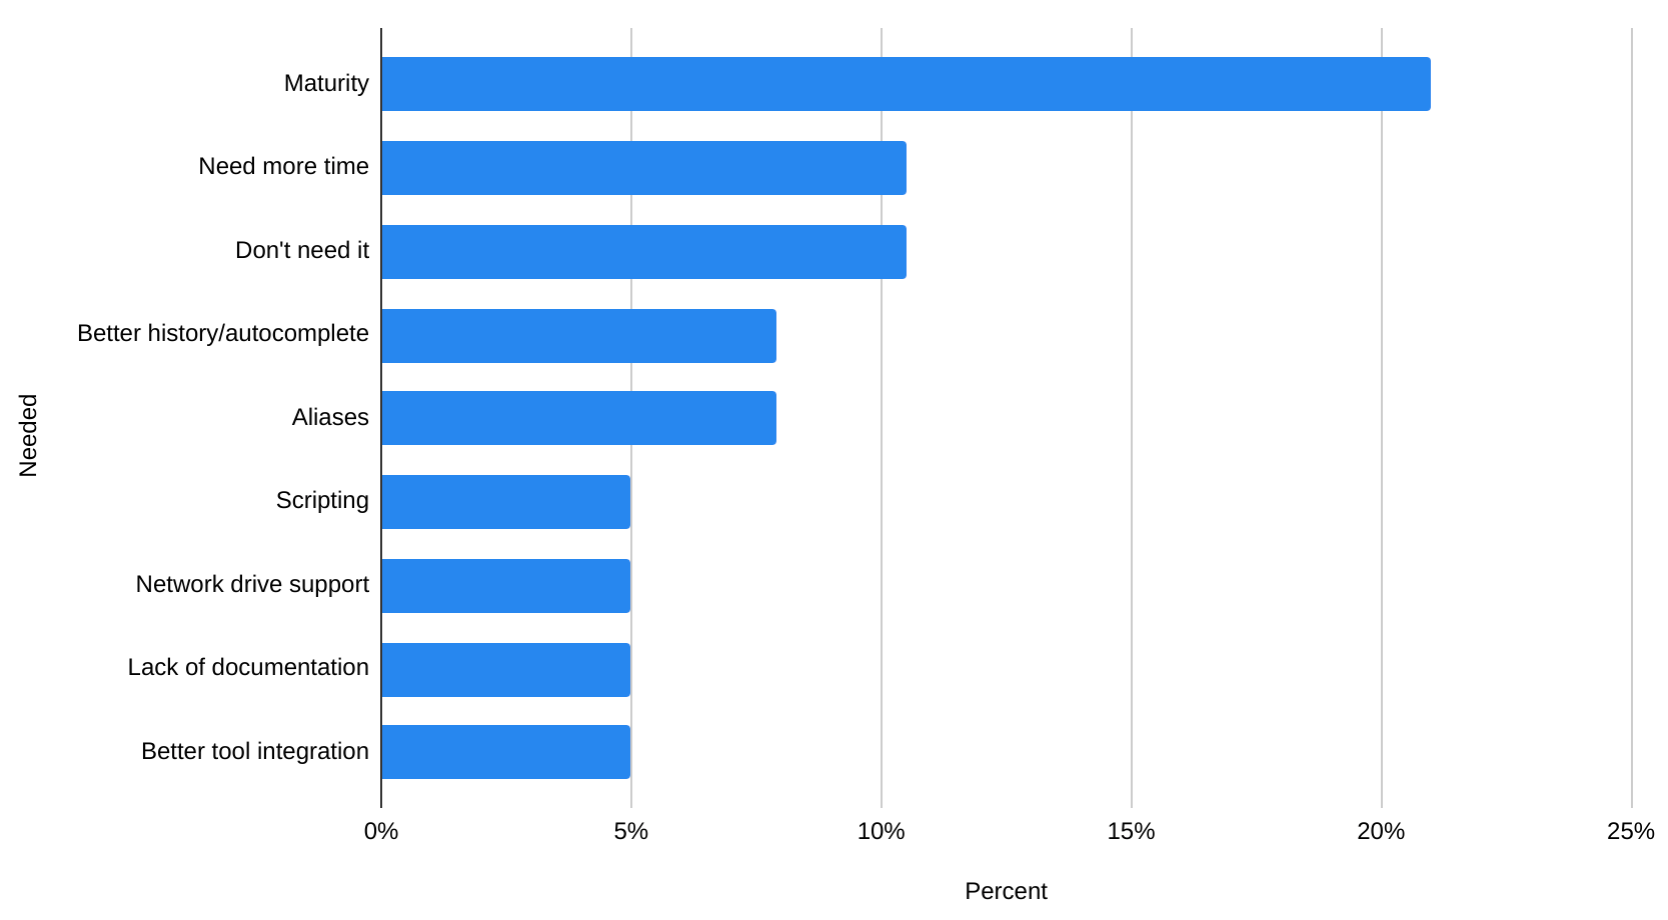 Needed
Maturity
Need more time
Don't need it
Better history/autocomplete
Aliases
Scripting
Network drive support
Lack of documentation
Better tool integration
0% 5% 10% 15% 20% 25%
Percent